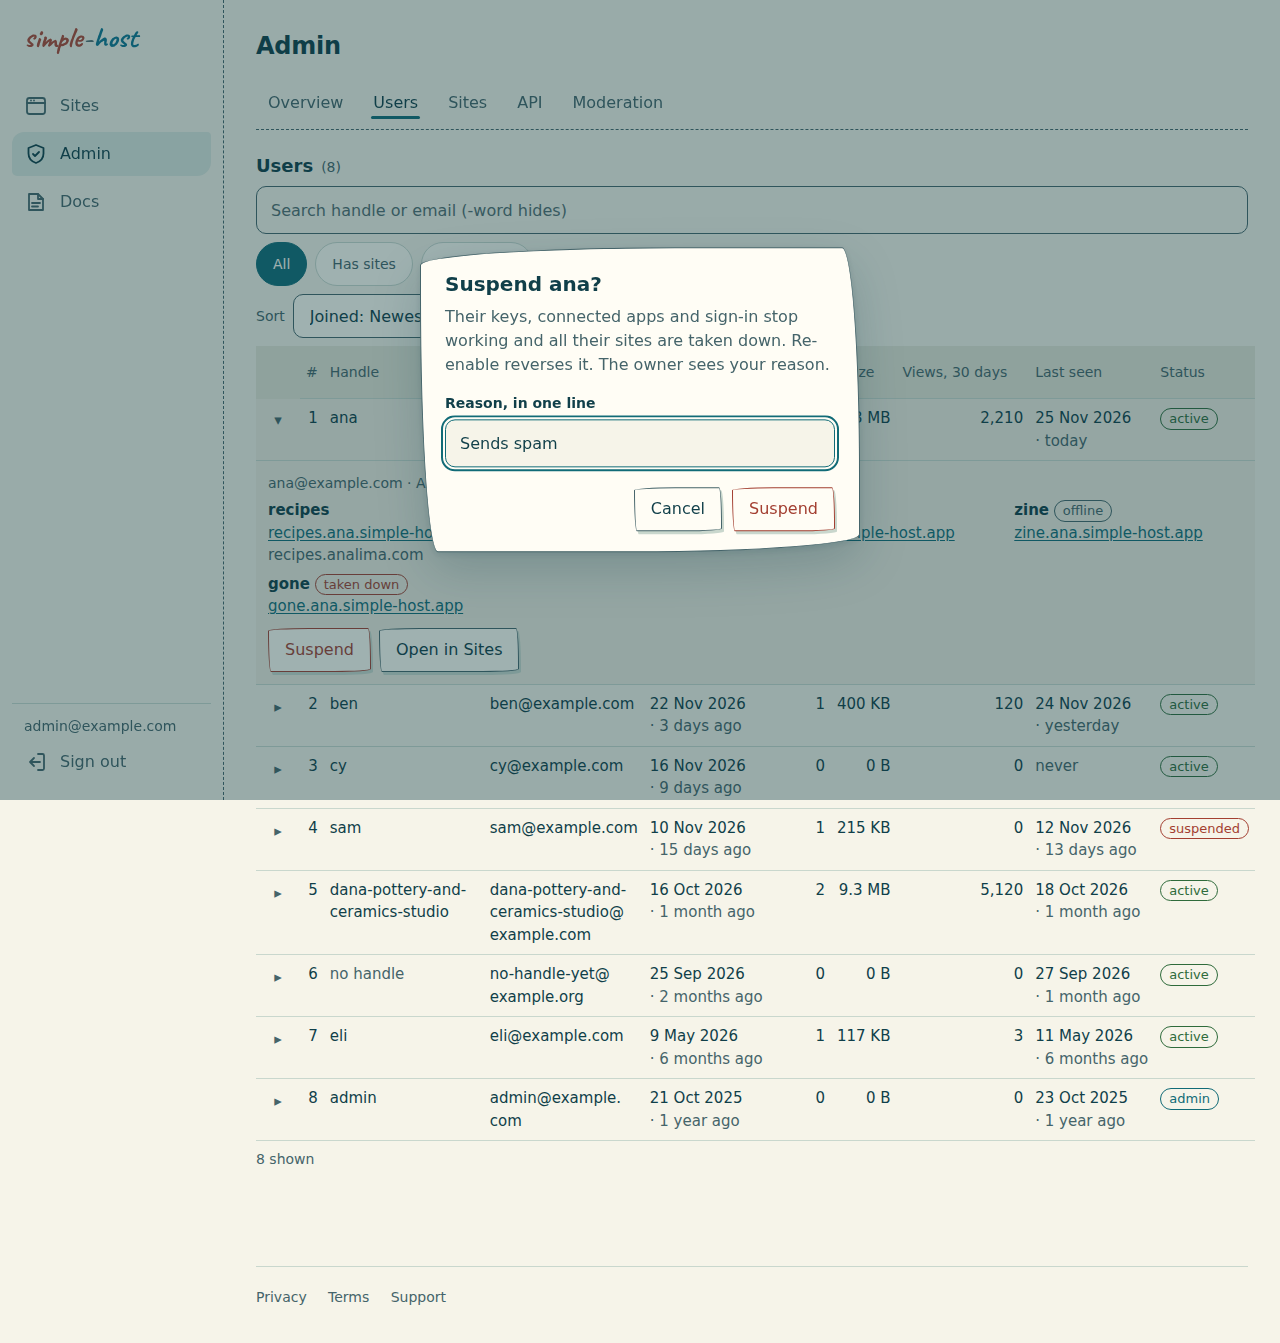 simple-host
Sites
Admin
Docs
admin@example.com
Sign out
Admin
Overview Users Sites API Moderation
Users (8)
Search handle or email (-word hides)
All Has sites
Sort Joined: Newes
# Handle ze Views, 30 days Last seen Status
▾ 1 ana 3 MB 2,210 25 Nov 2026 active
· today
ana@example.com · A
recipes zine offline
recipes.ana.simple-ho ple-host.app zine.ana.simple-host.app
recipes.analima.com
gone taken down
gone.ana.simple-host.app
Suspend Open in Sites
Suspend ana?
Their keys, connected apps and sign-in stop
working and all their sites are taken down. Re-
enable reverses it. The owner sees your reason.
Reason, in one line
Sends spam
Cancel Suspend
▸ 2 ben ben@example.com 22 Nov 2026 1 400 KB 120 24 Nov 2026 active
· 3 days ago · yesterday
▸ 3 cy cy@example.com 16 Nov 2026 0 0 B 0 never active
· 9 days ago
▸ 4 sam sam@example.com 10 Nov 2026 1 215 KB 0 12 Nov 2026 suspended
· 15 days ago · 13 days ago
▸ 5 dana-pottery-and- dana-pottery-and- 16 Oct 2026 2 9.3 MB 5,120 18 Oct 2026 active
ceramics-studio ceramics-studio@ · 1 month ago · 1 month ago
example.com
▸ 6 no handle no-handle-yet@ 25 Sep 2026 0 0 B 0 27 Sep 2026 active
example.org · 2 months ago · 1 month ago
▸ 7 eli eli@example.com 9 May 2026 1 117 KB 3 11 May 2026 active
· 6 months ago · 6 months ago
▸ 8 admin admin@example. 21 Oct 2025 0 0 B 0 23 Oct 2025 admin
com · 1 year ago · 1 year ago
8 shown
Privacy Terms Support